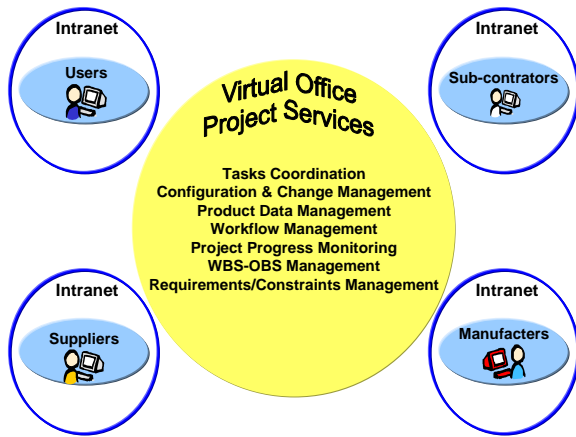 Intranet
Users
Intranet
Sub-contrators
Virtual Office
Project Services
Tasks Coordination
Configuration & Change Management
Product Data Management
Workflow Management
Project Progress Monitoring
WBS-OBS Management
Requirements/Constraints Management
Intranet
Suppliers
Intranet
Manufacters